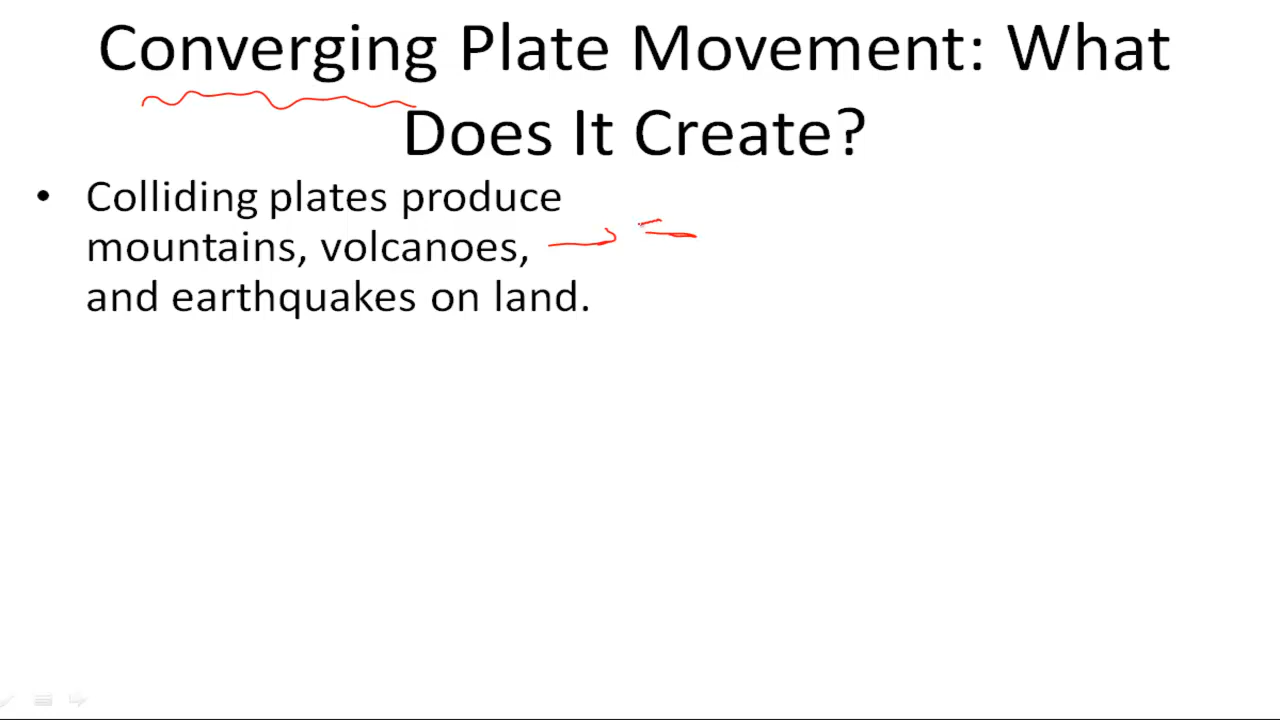 Converging Plate Movement: What
Does It Create?
• Colliding plates produce
mountains, volcanoes,
and earthquakes on land.